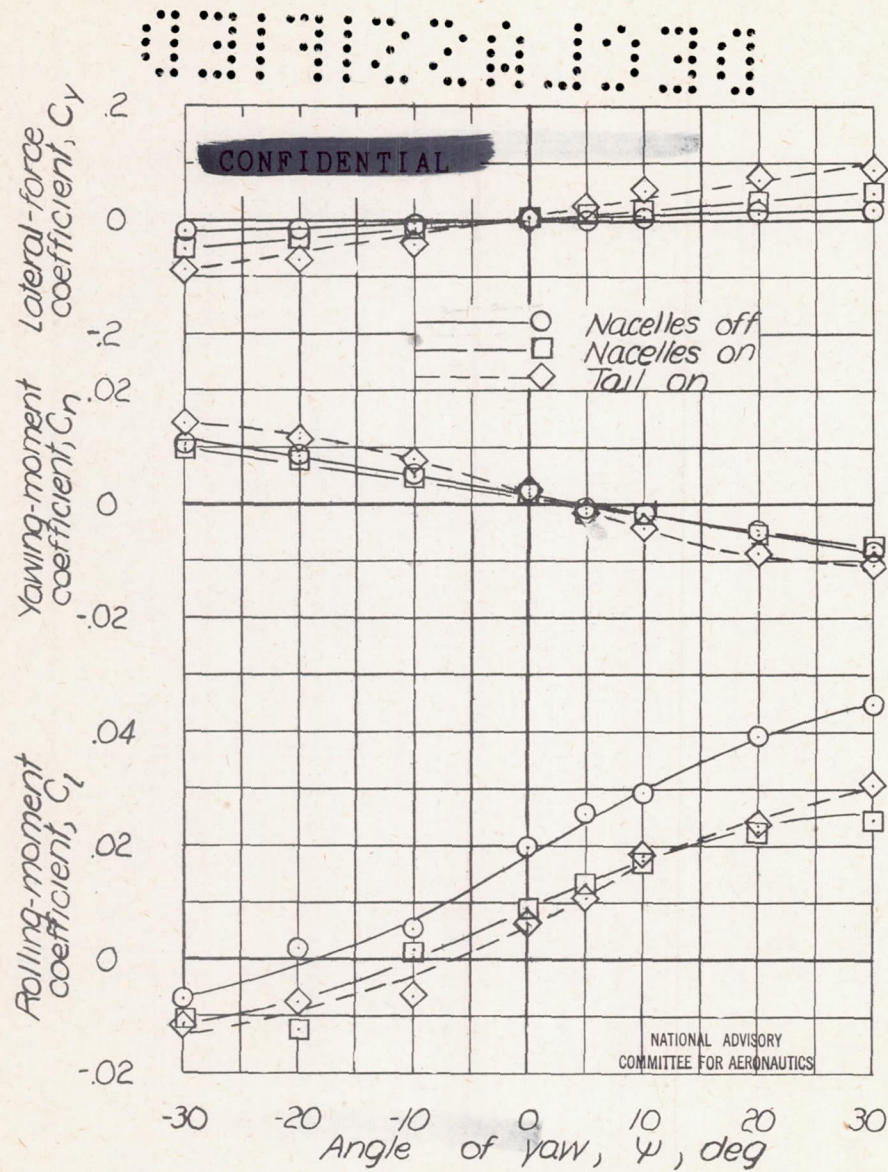 DECLASSIFIED
CONFIDENTIAL
Lateral-force
coefficient, Cy
.2
0
-.2
Nacelles off
Nacelles on
Tail on
Yawing-moment
coefficient, Cn
.02
0
-.02
Rolling-moment
coefficient, Cl
.04
.02
0
-.02
NATIONAL ADVISORY
COMMITTEE FOR AERONAUTICS
-30 -20 -10 0 10 20 30
Angle of yaw, ψ, deg